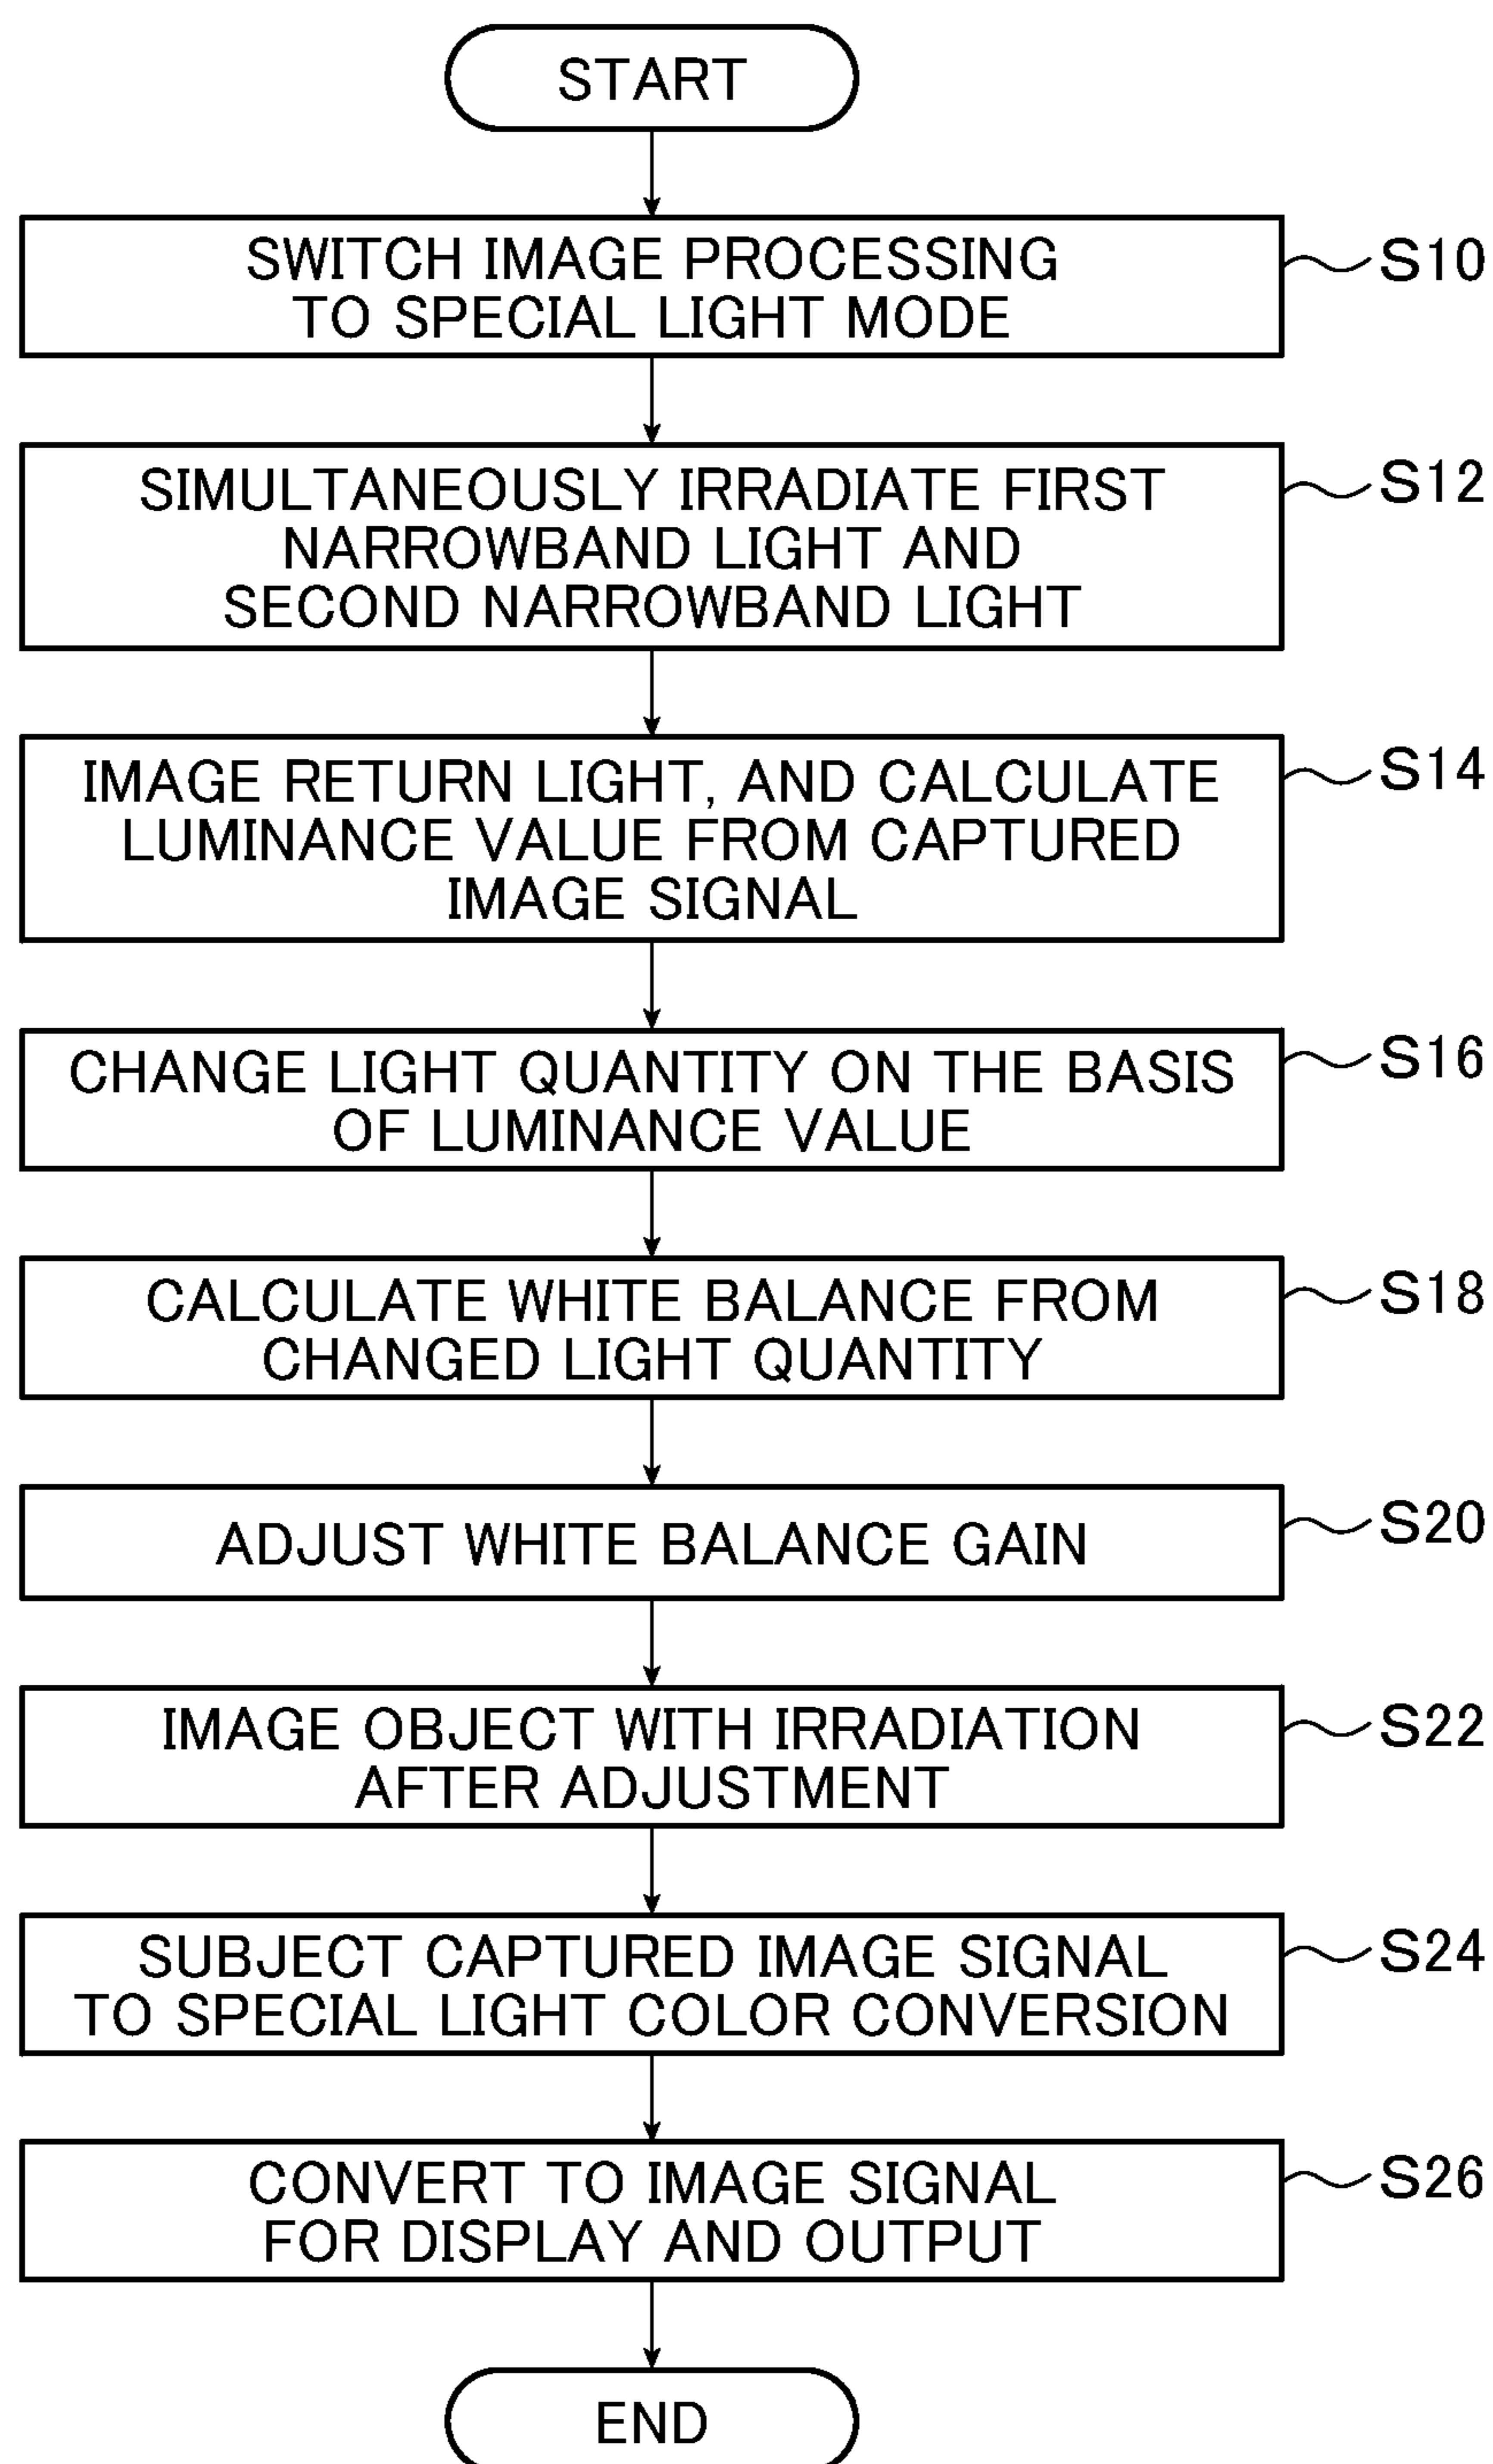 START
SWITCH IMAGE PROCESSING
TO SPECIAL LIGHT MODE
S10
SIMULTANEOUSLY IRRADIATE FIRST
NARROWBAND LIGHT AND
SECOND NARROWBAND LIGHT
S12
IMAGE RETURN LIGHT, AND CALCULATE
LUMINANCE VALUE FROM CAPTURED
IMAGE SIGNAL
S14
CHANGE LIGHT QUANTITY ON THE BASIS
OF LUMINANCE VALUE
S16
CALCULATE WHITE BALANCE FROM
CHANGED LIGHT QUANTITY
S18
ADJUST WHITE BALANCE GAIN
S20
IMAGE OBJECT WITH IRRADIATION
AFTER ADJUSTMENT
S22
SUBJECT CAPTURED IMAGE SIGNAL
TO SPECIAL LIGHT COLOR CONVERSION
S24
CONVERT TO IMAGE SIGNAL
FOR DISPLAY AND OUTPUT
S26
END